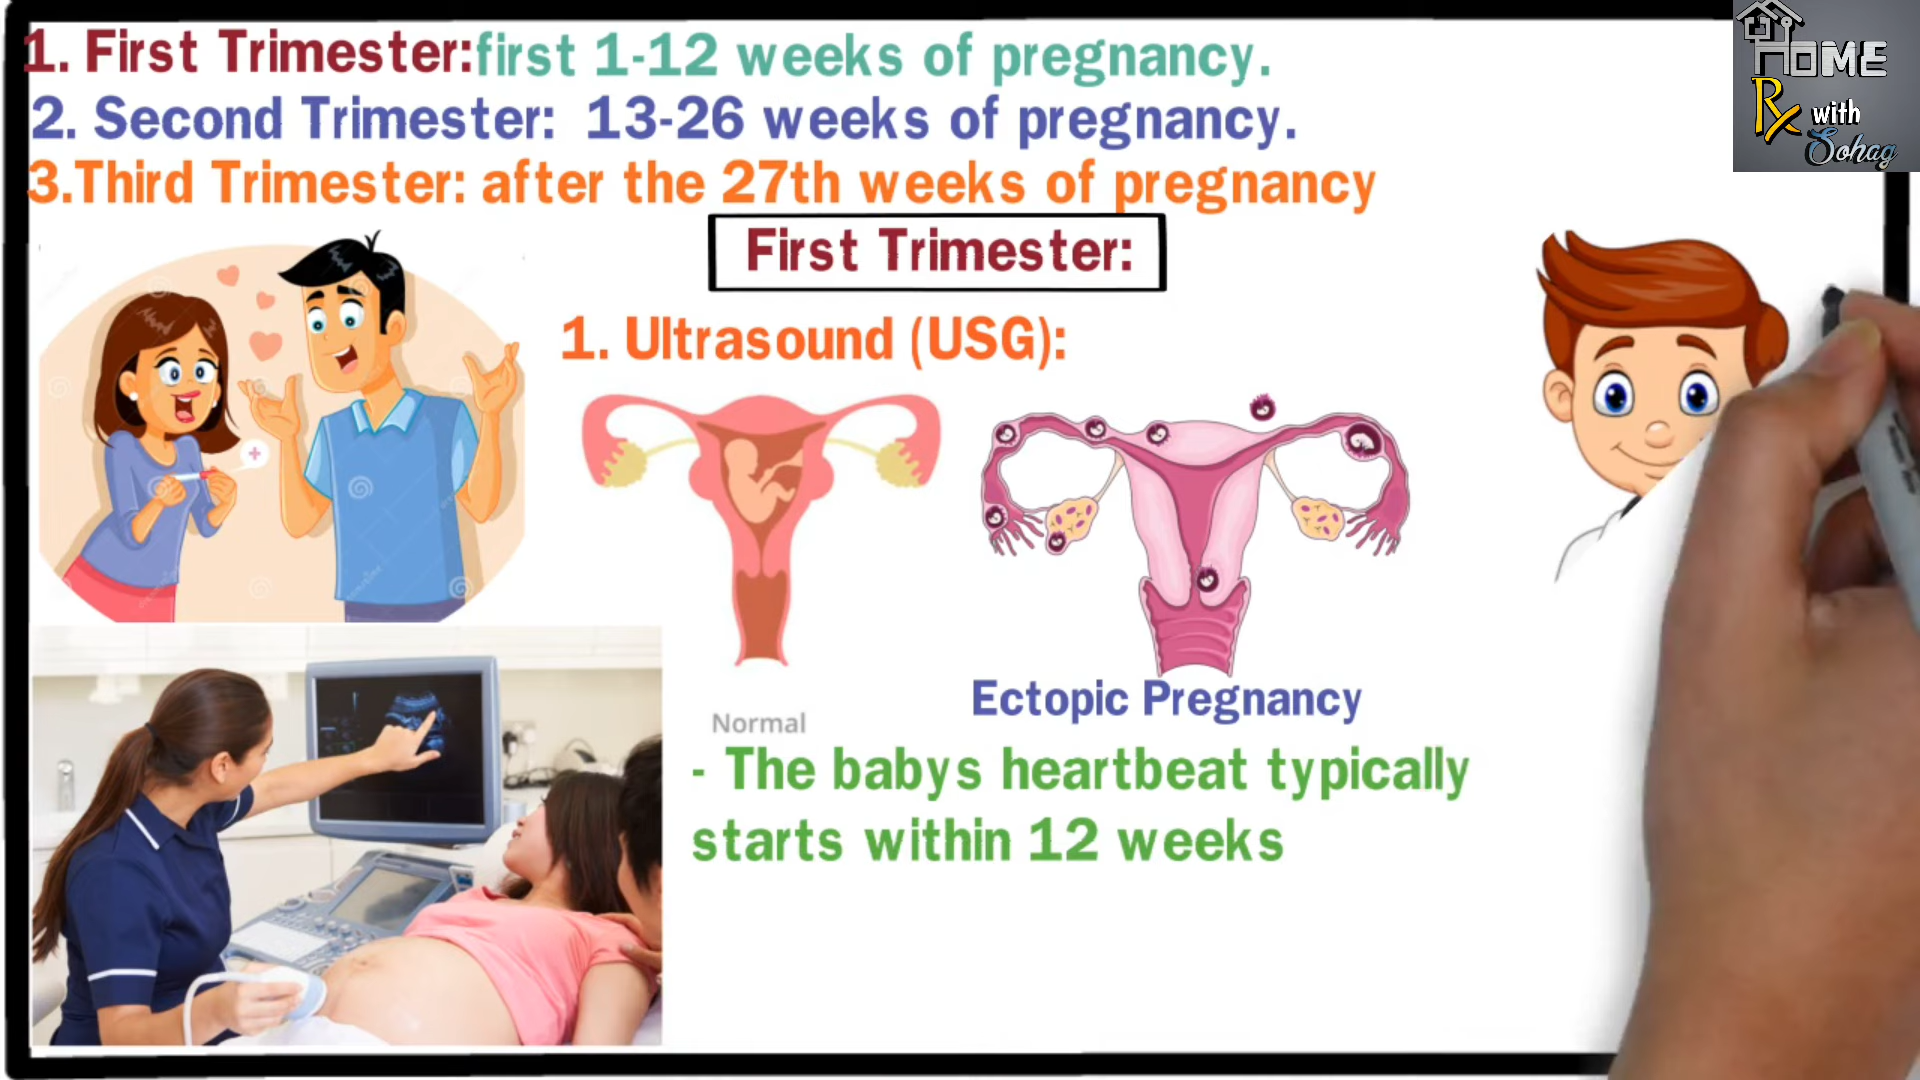 1. First Trimester:first 1-12 weeks of pregnancy.
2. Second Trimester: 13-26 weeks of pregnancy.
3.Third Trimester: after the 27th weeks of pregnancy
First Trimester:
1. Ultrasound (USG):
Normal
Ectopic Pregnancy
- The babys heartbeat typically
starts within 12 weeks
HOME
Rx with
Sohag